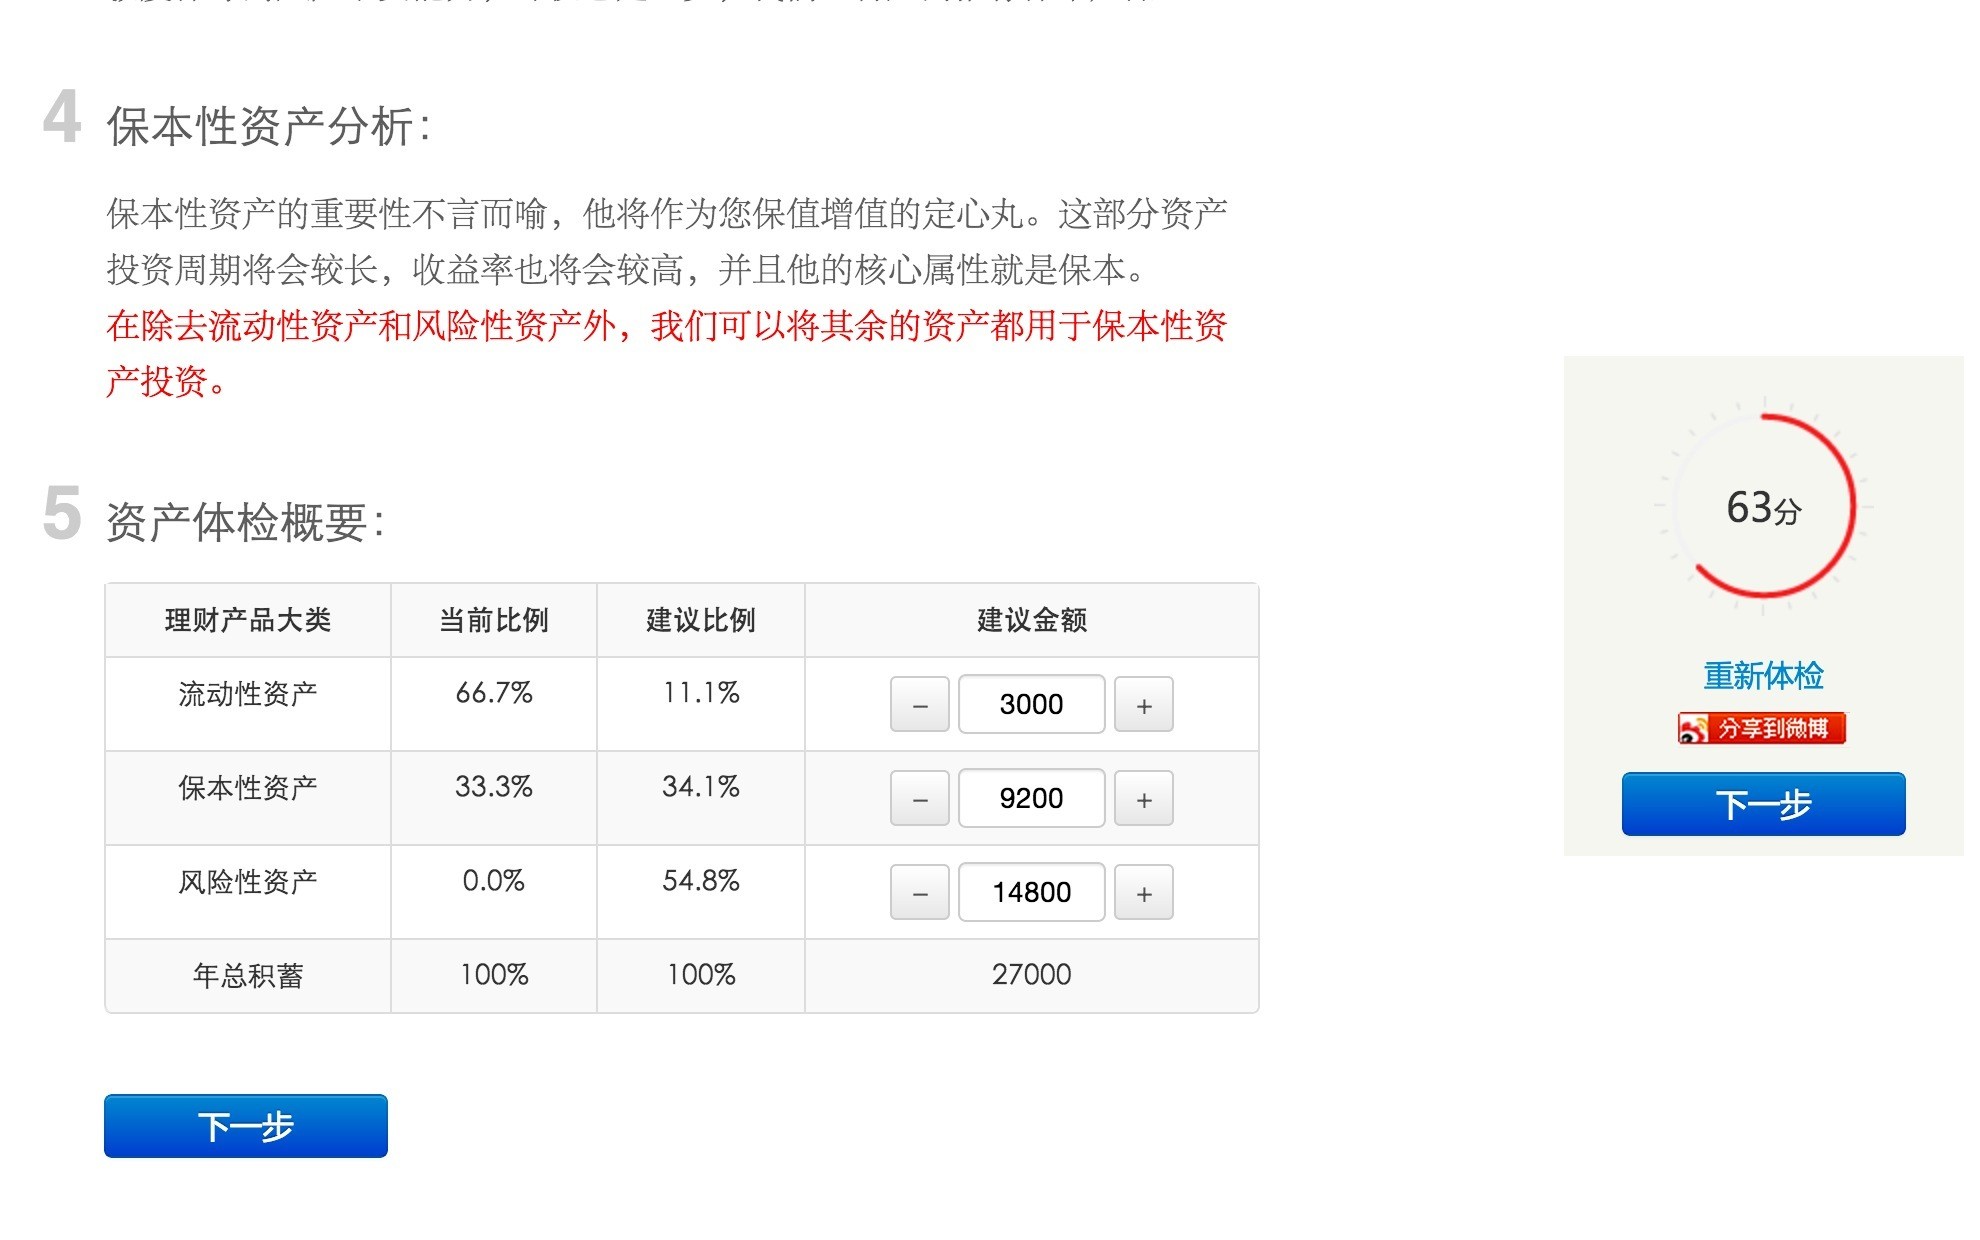 4 保本性资产分析：
保本性资产的重要性不言而喻，他将作为您保值增值的定心丸。这部分资产
投资周期将会较长，收益率也将会较高，并且他的核心属性就是保本。
在除去流动性资产和风险性资产外，我们可以将其余的资产都用于保本性资
产投资。
5 资产体检概要：
理财产品大类 当前比例 建议比例 建议金额
流动性资产 66.7% 11.1% − 3000 +
保本性资产 33.3% 34.1% − 9200 +
风险性资产 0.0% 54.8% − 14800 +
年总积蓄 100% 100% 27000
下一步
63分
重新体检
分享到微博
下一步